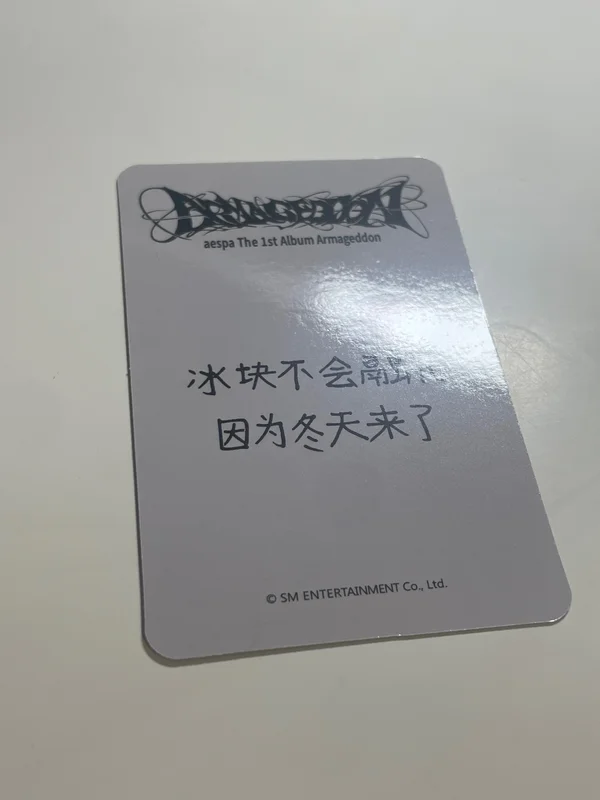 ARMAGEDDON
aespa The 1st Album Armageddon
冰块不会融
因为冬天来了
© SM ENTERTAINMENT Co., Ltd.